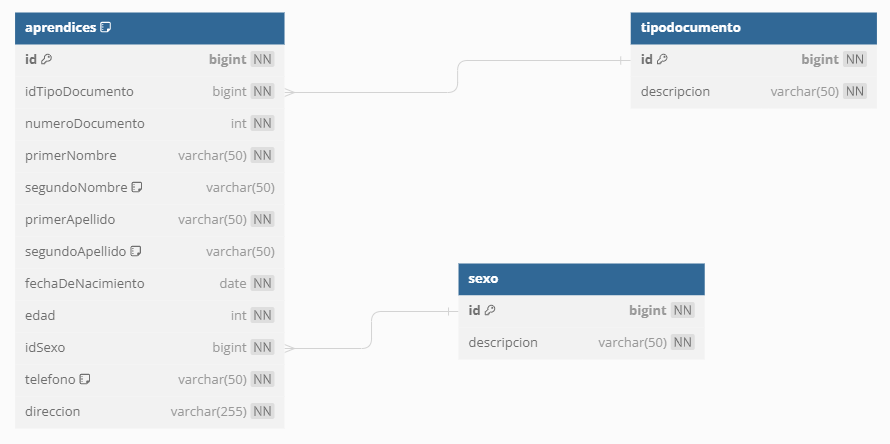 aprendices
id bigint NN
idTipoDocumento bigint NN
numeroDocumento int NN
primerNombre varchar(50) NN
segundoNombre varchar(50)
primerApellido varchar(50) NN
segundoApellido varchar(50)
fechaDeNacimiento date NN
edad int NN
idSexo bigint NN
telefono varchar(50) NN
direccion varchar(255) NN
tipodocumento
id bigint NN
descripcion varchar(50) NN
sexo
id bigint NN
descripcion varchar(50) NN